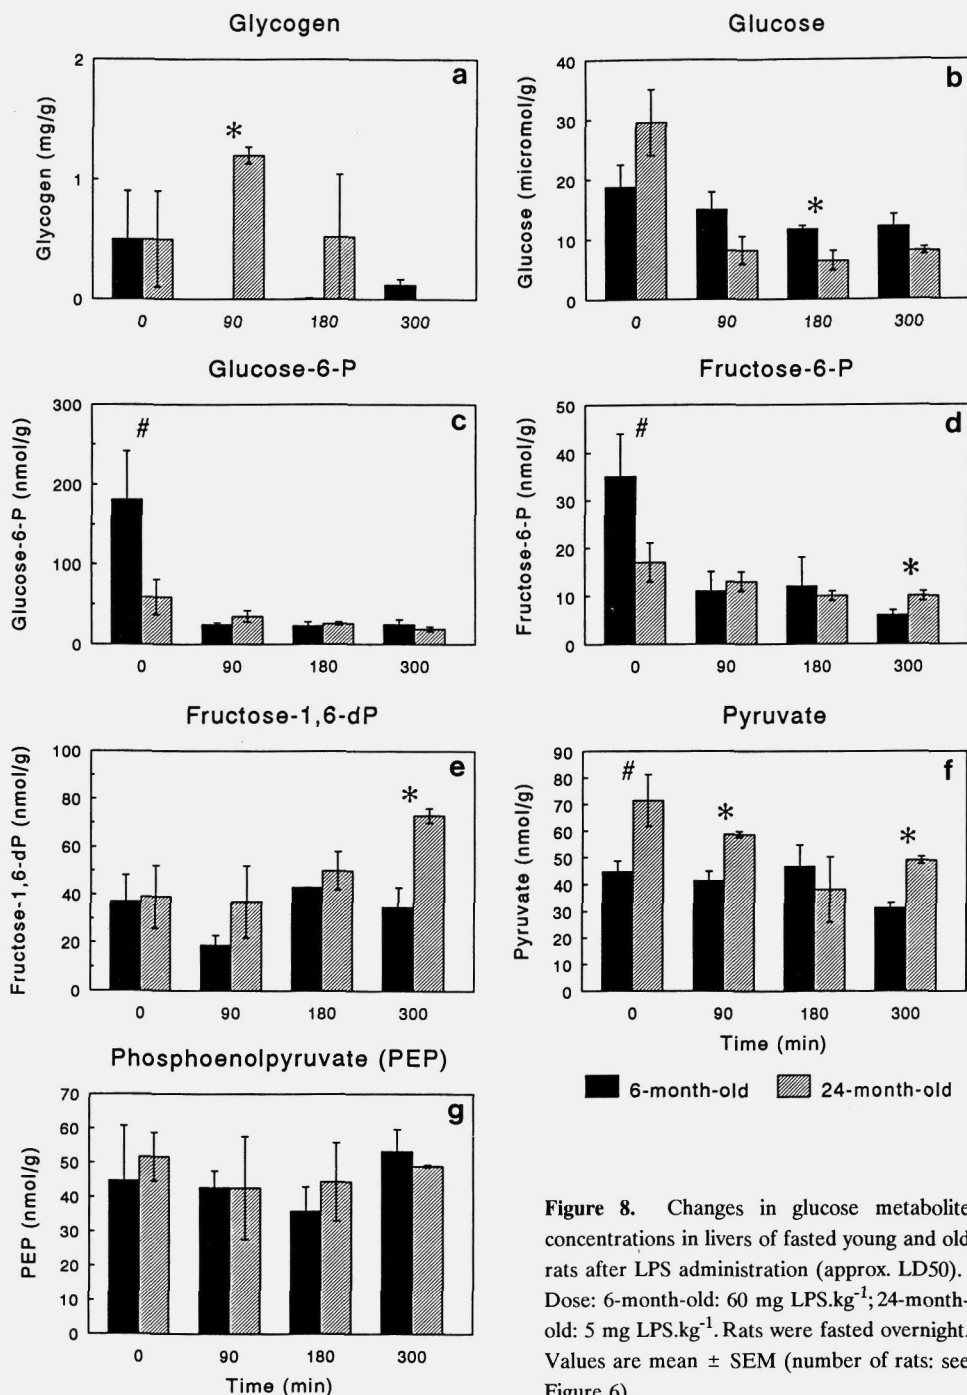 Glycogen
a
Glycogen (mg/g)
2
1
0
*
0 90 180 300
Glucose
b
Glucose (micromol/g)
40
30
20
10
0
*
0 90 180 300
Glucose-6-P
c
Glucose-6-P (nmol/g)
300
200
100
0
#
0 90 180 300
Fructose-6-P
d
Fructose-6-P (nmol/g)
50
40
30
20
10
0
#
*
0 90 180 300
Fructose-1,6-dP
e
Fructose-1,6-dP (nmol/g)
100
80
60
40
20
0
*
0 90 180 300
Pyruvate
f
Pyruvate (nmol/g)
90
80
70
60
50
40
30
20
10
0
#
*
*
0 90 180 300
Time (min)
6-month-old 24-month-old
Phosphoenolpyruvate (PEP)
g
PEP (nmol/g)
70
60
50
40
30
20
10
0
0 90 180 300
Time (min)
Figure 8. Changes in glucose metabolite
concentrations in livers of fasted young and old
rats after LPS administration (approx. LD50).
Dose: 6-month-old: 60 mg LPS.kg-1; 24-month-
old: 5 mg LPS.kg-1. Rats were fasted overnight.
Values are mean ± SEM (number of rats: see
Figure 6)